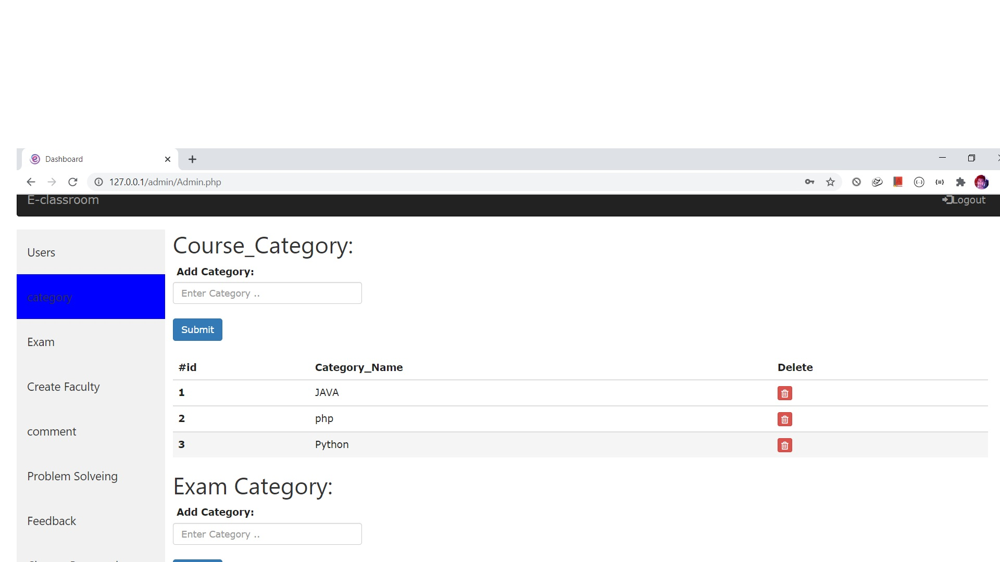 Dashboard
127.0.0.1/admin/Admin.php
E-classroom
Logout
Users
category
Exam
Create Faculty
comment
Problem Solveing
Feedback
Course_Category:
Add Category:
Enter Category ..
Submit
#id Category_Name Delete
1 JAVA
2 php
3 Python
Exam Category:
Add Category:
Enter Category ..